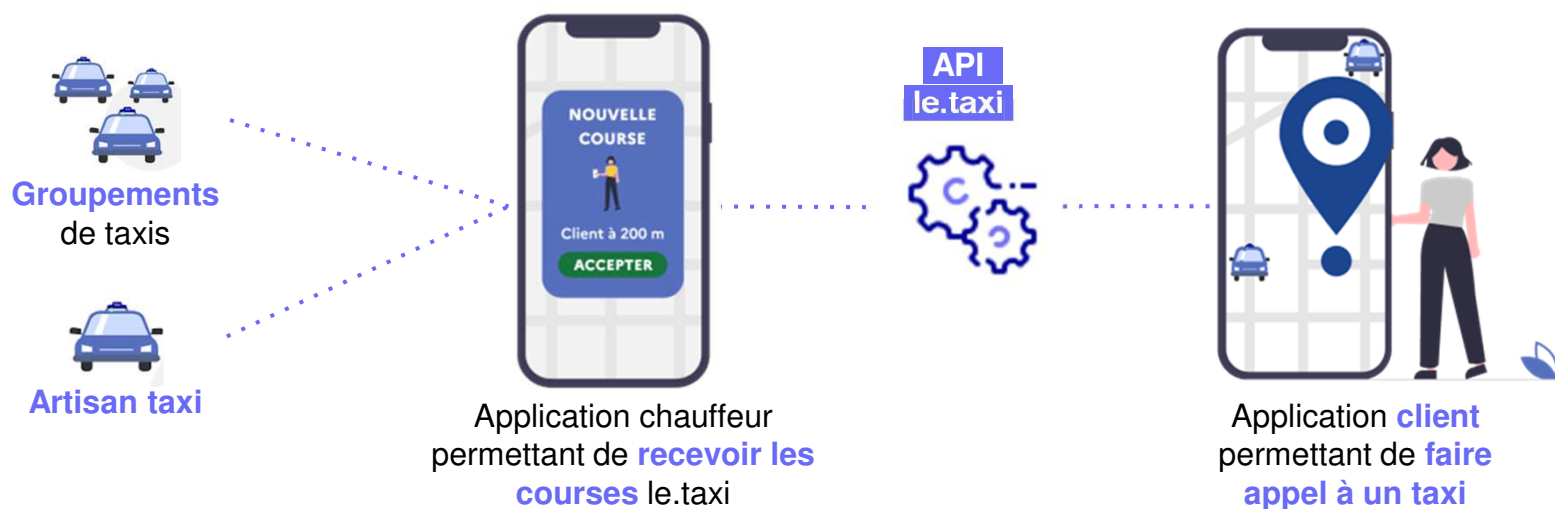 Groupements
de taxis
Artisan taxi
NOUVELLE
COURSE
Client à 200 m
ACCEPTER
Application chauffeur
permettant de recevoir les
courses le.taxi
API
le.taxi
Application client
permettant de faire
appel à un taxi